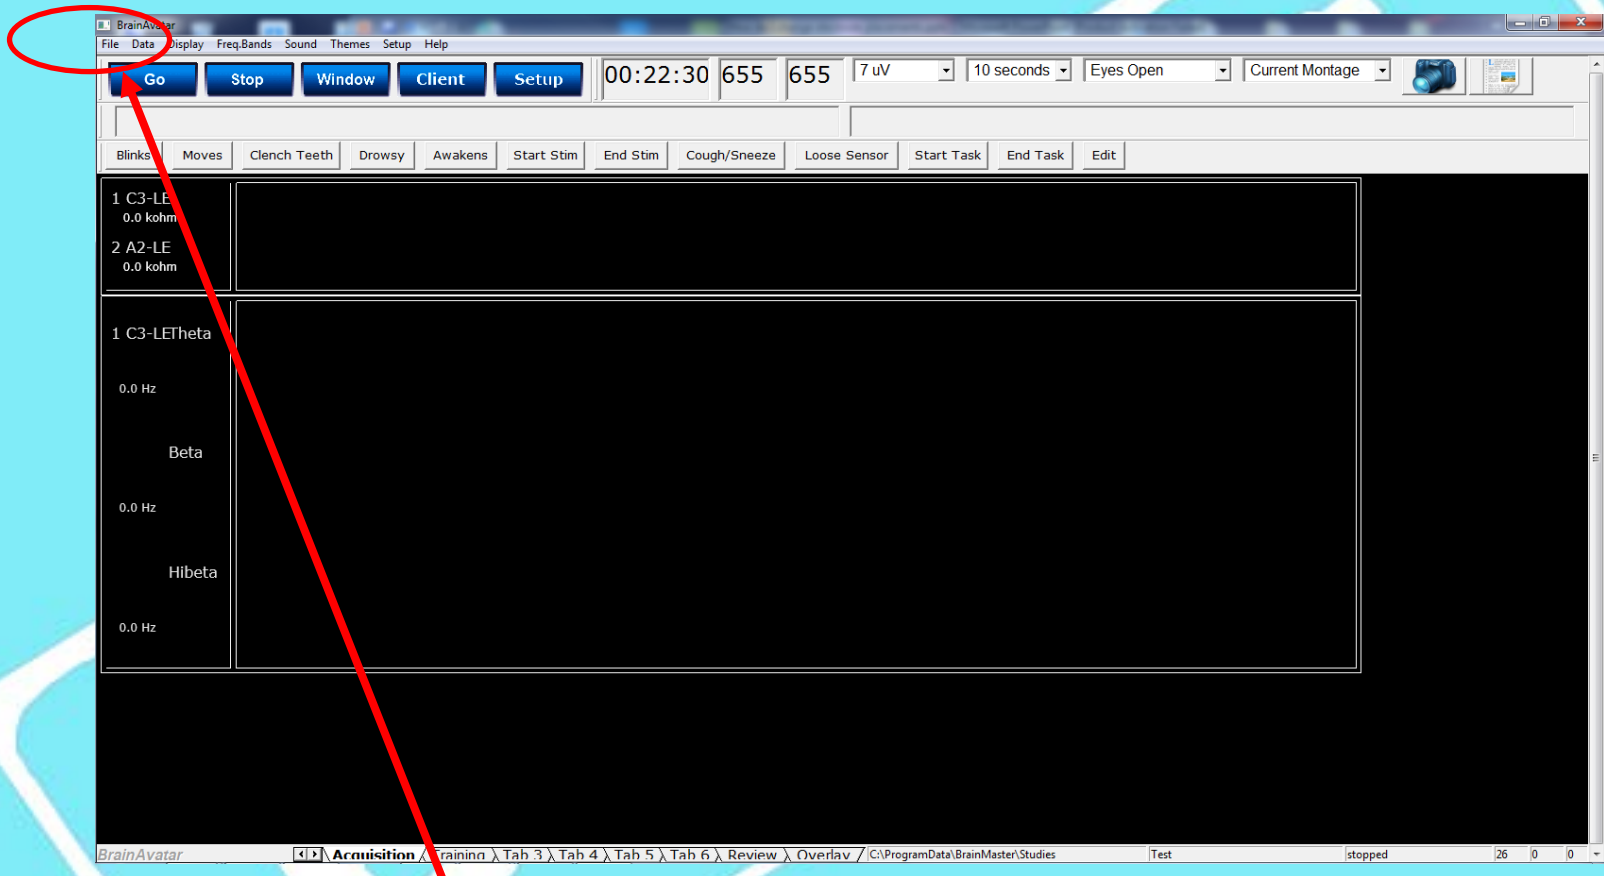 BrainAvatar
File Data Display Freq.Bands Sound Themes Setup Help
Go Stop Window Client Setup 00:22:30 655 655 7 uV 10 seconds Eyes Open Current Montage
Blinks Moves Clench Teeth Drowsy Awakens Start Stim End Stim Cough/Sneeze Loose Sensor Start Task End Task Edit
1 C3-LE
0.0 kohm
2 A2-LE
0.0 kohm
1 C3-LETheta
0.0 Hz
Beta
0.0 Hz
Hibeta
0.0 Hz
BrainAvatar Acquisition Training Tab 3 Tab 4 Tab 5 Tab 6 Review Overlay C:\ProgramData\BrainMaster\Studies Test stopped 26 0 0